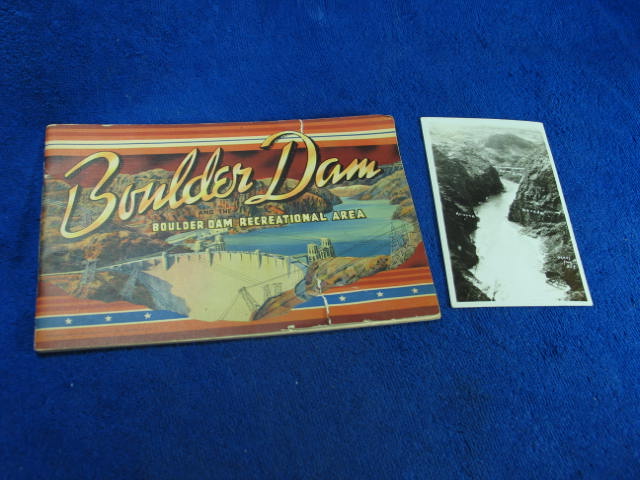 Boulder Dam
AND THE
BOULDER DAM RECREATIONAL AREA